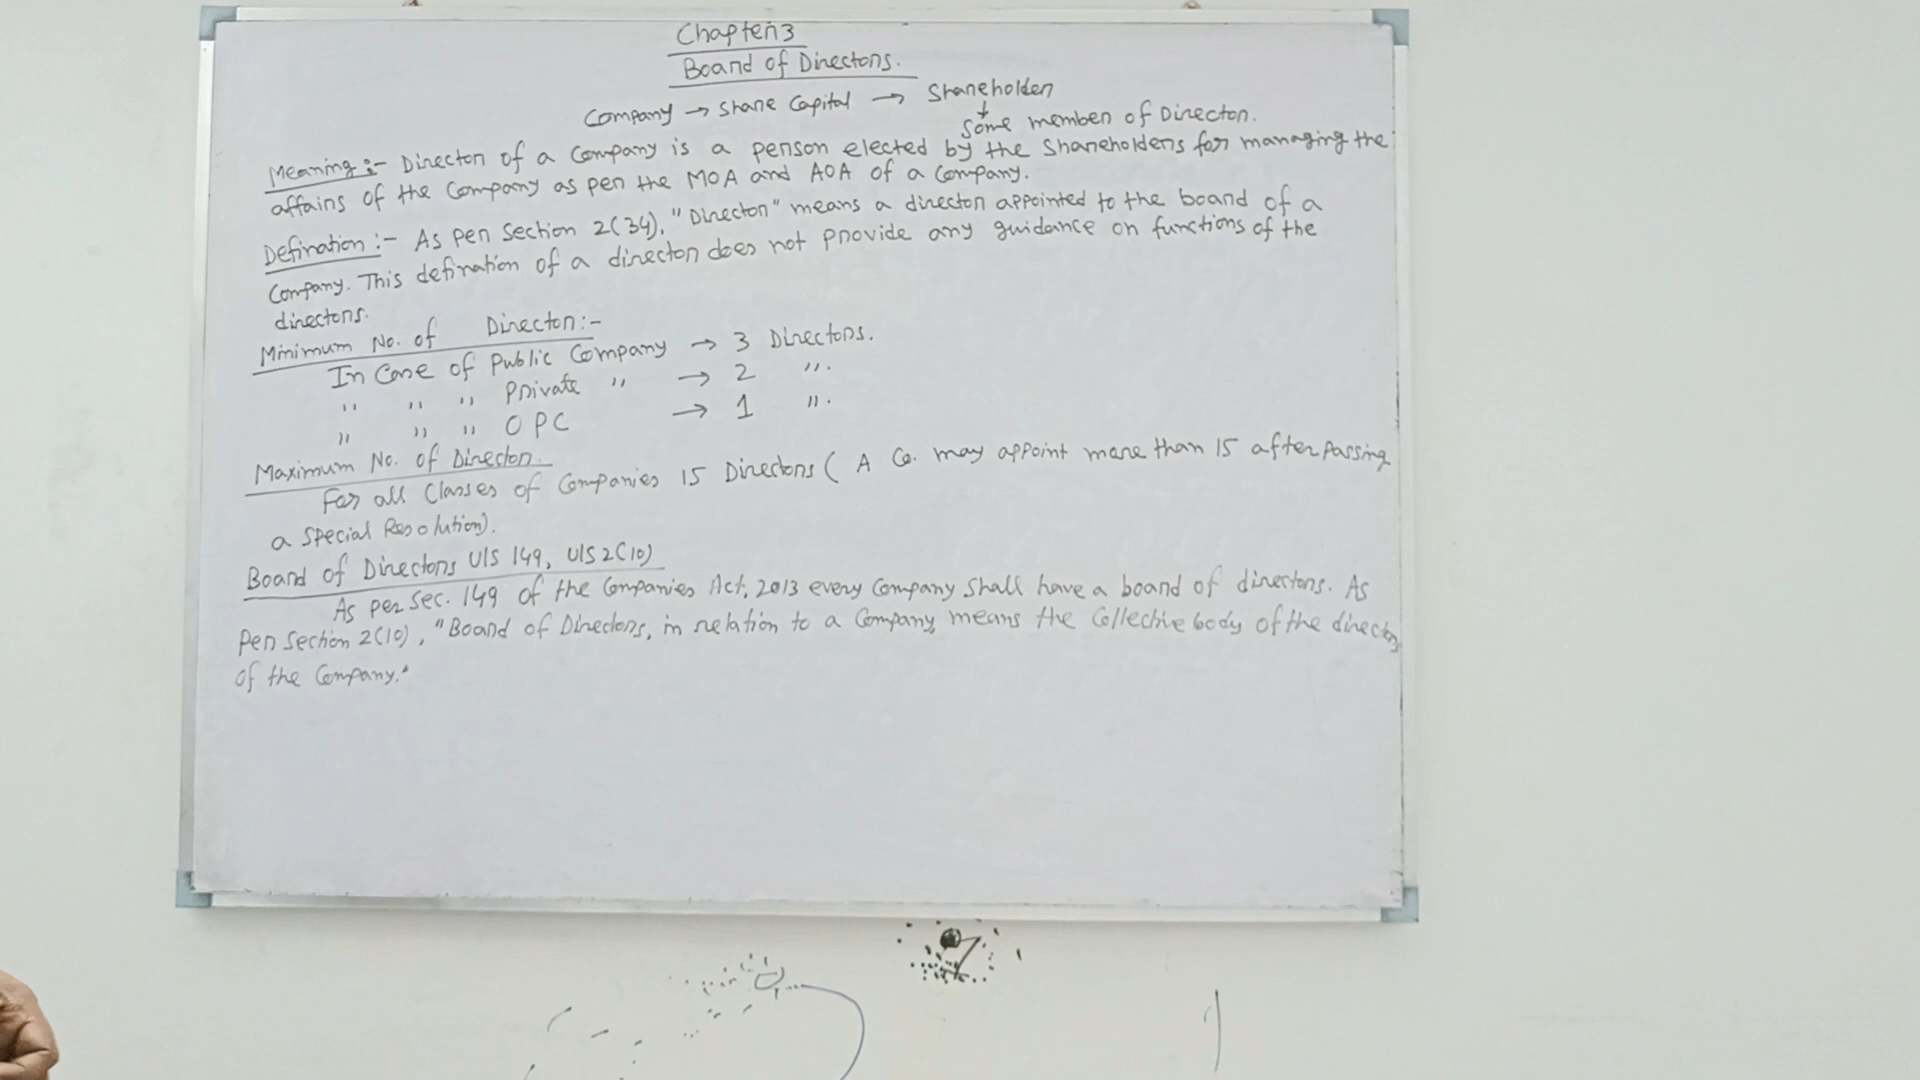 Chapter 3
Board of Directors.
Company → Share Capital → Shareholder
↓
Some member of Director.
Meaning :- Director of a Company is a person elected by the Shareholders for managing the
affairs of the Company as per the MOA and AOA of a Company.
Defination :- As per Section 2(34), "Director" means a director appointed to the board of a
Company. This defination of a director does not provide any guidance on functions of the
directors.
Minimum No. of Director :-
In Case of Public Company → 3 Directors.
" " " Private " → 2 ".
" " " OPC → 1 ".
Maximum No. of Director.
For all Classes of Companies 15 Directors ( A Co. may appoint more than 15 after passing
a Special Resolution).
Board of Directors U/S 149, U/S 2(10)
As per Sec. 149 of the Companies Act, 2013 every Company Shall have a board of directors. As
per Section 2(10), "Board of Directors, in relation to a Company, means the Collective body of the directors
of the Company."